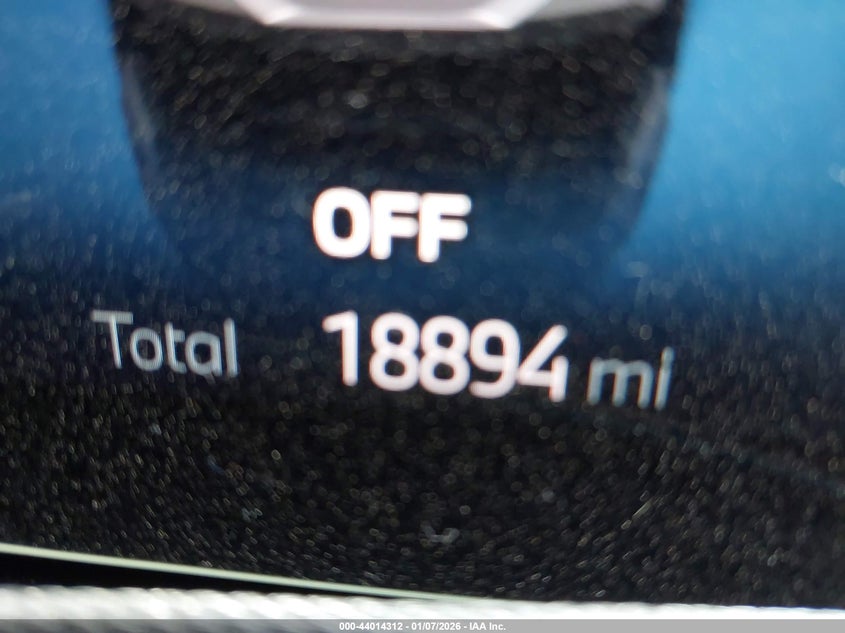 OFF
Total 18894 mi
000-44014312 - 01/07/2026 - IAA Inc.